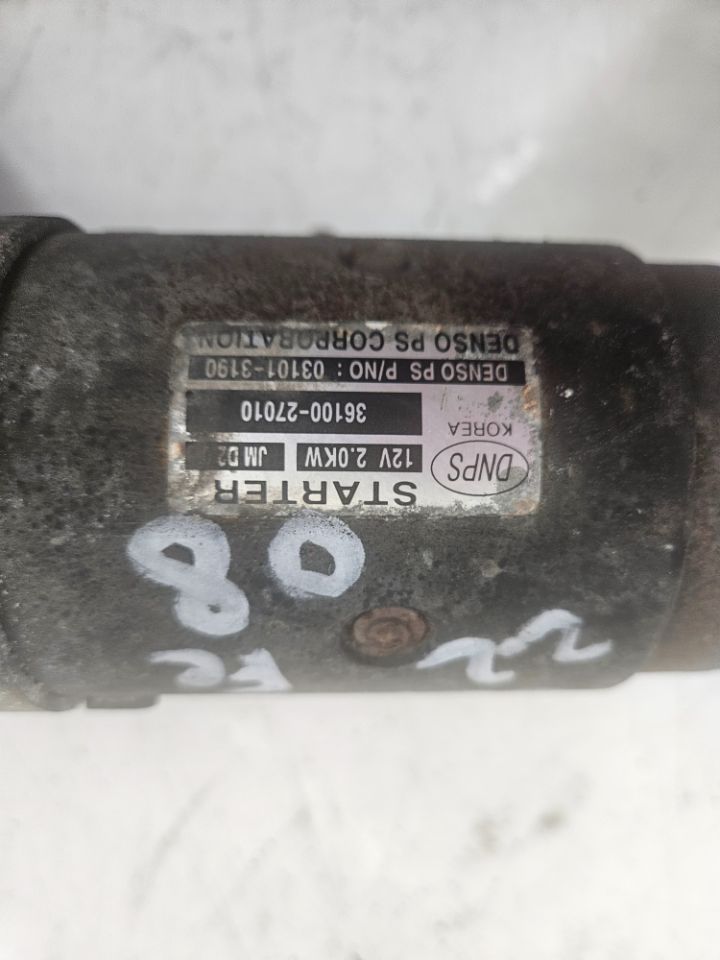 STARTER
DNPS 12V 2.0KW JM D2
KOREA 36100-27010
DENSO PS P/NO : 03101-3190
DENSO PS CORPORATION
80